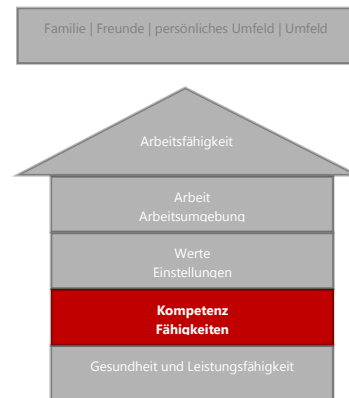 Familie | Freunde | persönliches Umfeld | Umfeld
Arbeitsfähigkeit
Arbeit
Arbeitsumgebung
Werte
Einstellungen
Kompetenz
Fähigkeiten
Gesundheit und Leistungsfähigkeit